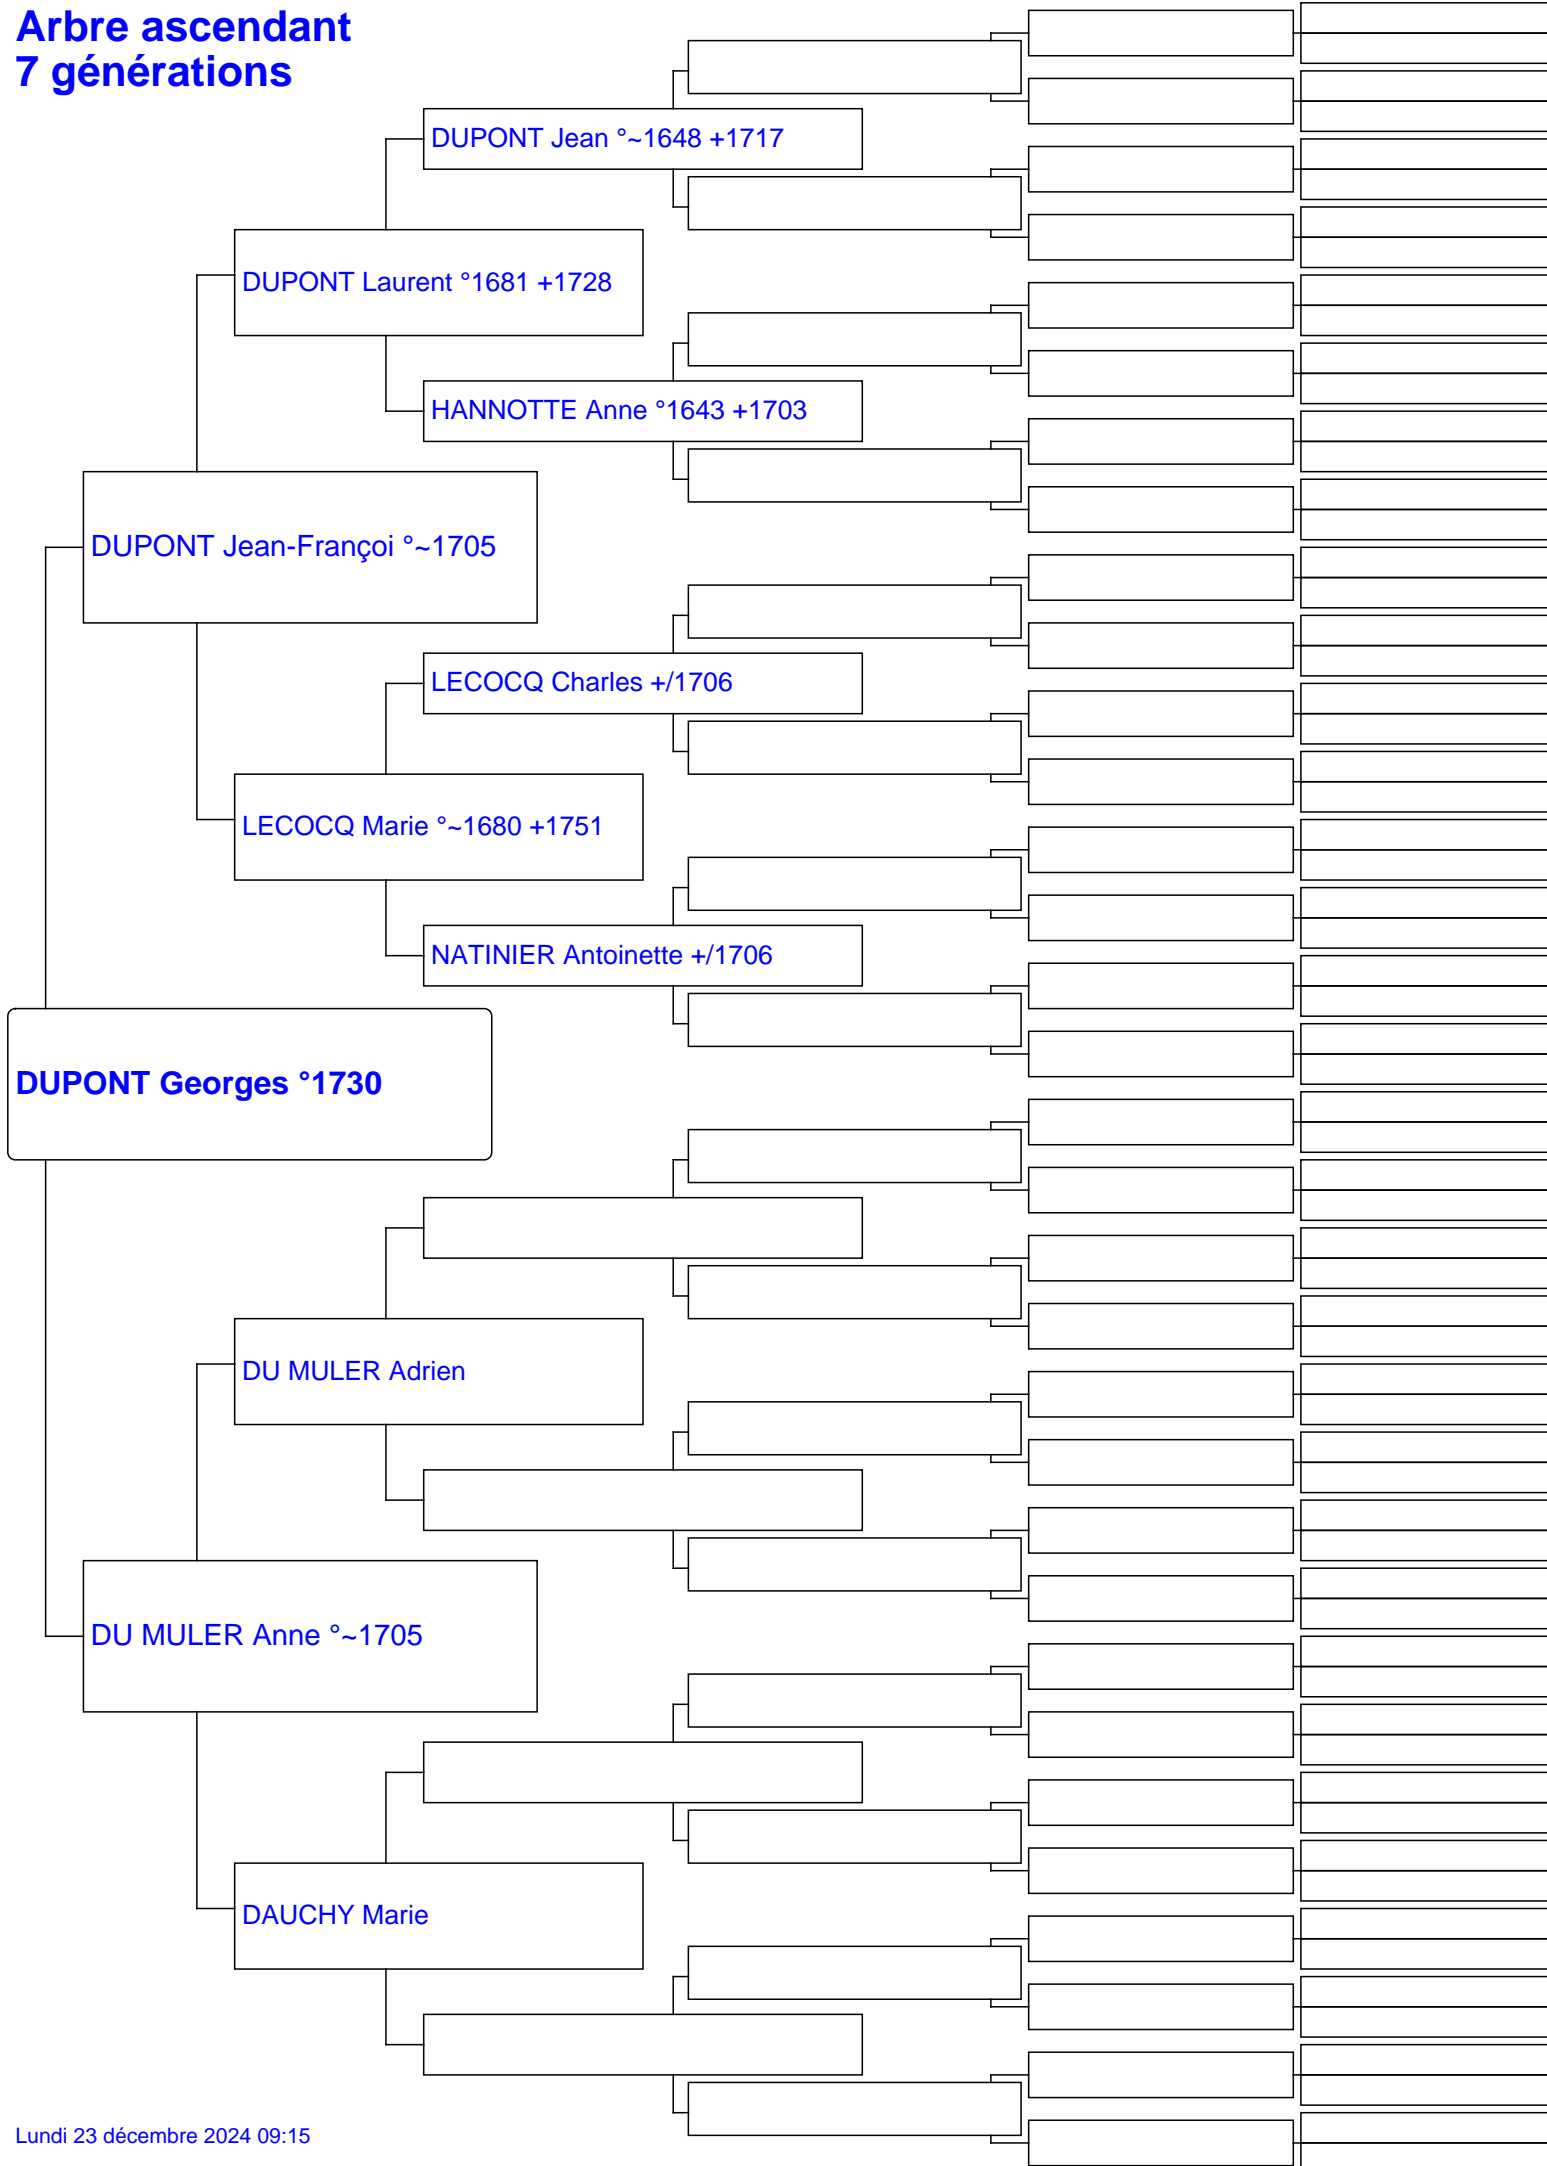 Arbre ascendant
7 générations
DUPONT Jean °~1648 +1717
DUPONT Laurent °1681 +1728
HANNOTTE Anne °1643 +1703
DUPONT Jean-Françoi °~1705
LECOCQ Charles +/1706
LECOCQ Marie °~1680 +1751
NATINIER Antoinette +/1706
DUPONT Georges °1730
DU MULER Adrien
DU MULER Anne °~1705
DAUCHY Marie
Lundi 23 décembre 2024 09:15